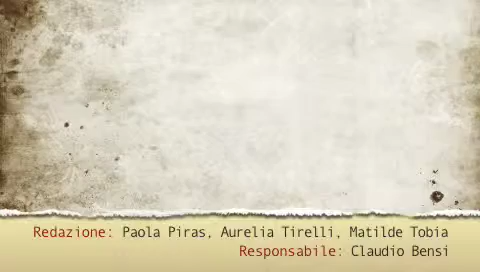 Redazione: Paola Piras, Aurelia Tirelli, Matilde Tobia
Responsabile: Claudio Bensi